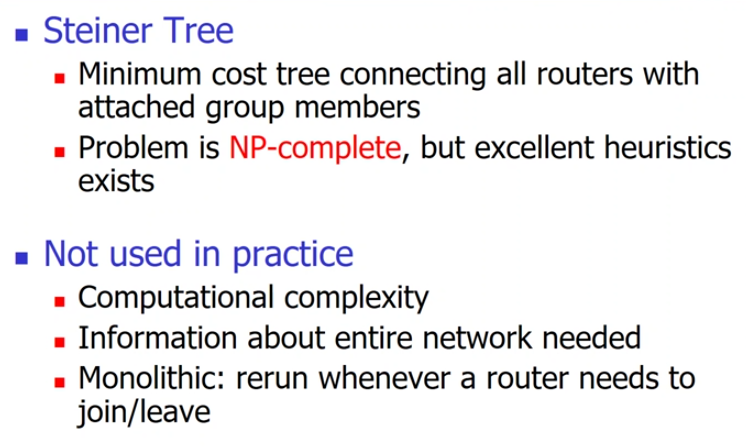 Steiner Tree
Minimum cost tree connecting all routers with
attached group members
Problem is NP-complete, but excellent heuristics
exists
Not used in practice
Computational complexity
Information about entire network needed
Monolithic: rerun whenever a router needs to
join/leave